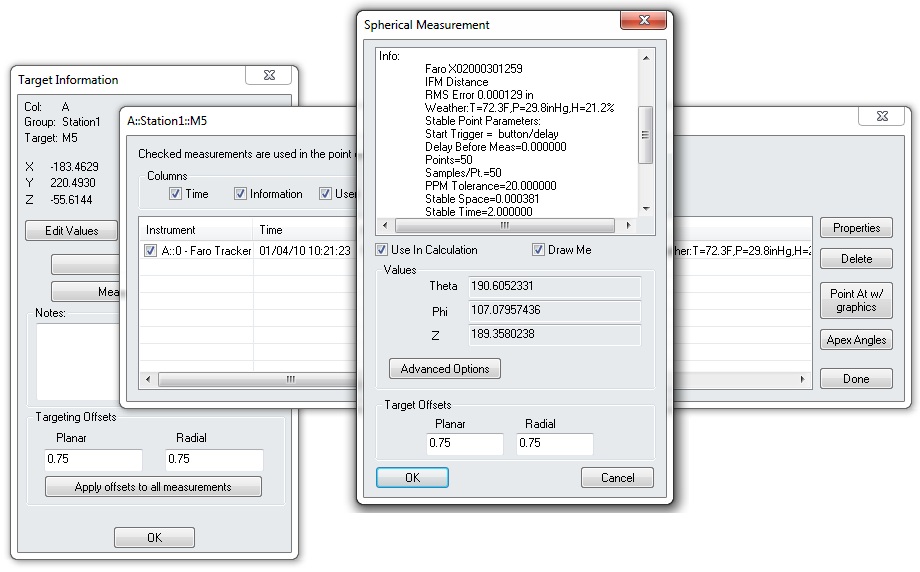 Target Information
Col: A
Group: Station1
Target: M5
X -183.4629
Y 220.4930
Z -55.6144
Edit Values
Mea
Notes:
Targeting Offsets
Planar Radial
0.75 0.75
Apply offsets to all measurements
OK
A::Station1::M5
Checked measurements are used in the point
Columns
Time Information User
Instrument Time
A::0 - Faro Tracker 01/04/10 10:21:23
her:T=72.3F,P=29.8inHg,H=2
Properties
Delete
Point At w/
graphics
Apex Angles
Done
Spherical Measurement
Info:
Faro X02000301259
IFM Distance
RMS Error 0.000129 in
Weather:T=72.3F,P=29.8inHg,H=21.2%
Stable Point Parameters:
Start Trigger = button/delay
Delay Before Meas=0.000000
Points=50
Samples/Pt.=50
PPM Tolerance=20.000000
Stable Space=0.000381
Stable Time=2.000000
Use In Calculation Draw Me
Values
Theta 190.6052331
Phi 107.07957436
Z 189.3580238
Advanced Options
Target Offsets
Planar Radial
0.75 0.75
OK Cancel